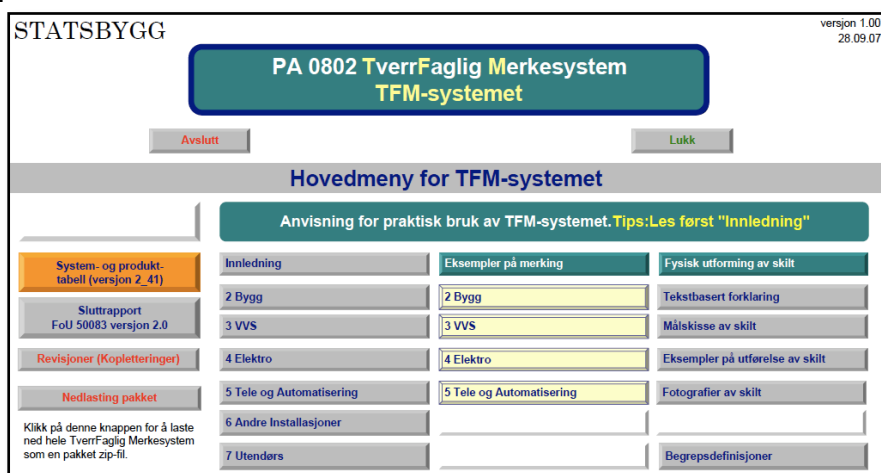 STATSBYGG
versjon 1.00
28.09.07
PA 0802 TverrFaglig Merkesystem
TFM-systemet
Avslutt
Lukk
Hovedmeny for TFM-systemet
Anvisning for praktisk bruk av TFM-systemet.Tips:Les først "Innledning"
System- og produkt-
tabell (versjon 2_41)
Sluttrapport
FoU 50083 versjon 2.0
Revisjoner (Kopletteringer)
Nedlasting pakket
Klikk på denne knappen for å laste
ned hele TverrFaglig Merkesystem
som en pakket zip-fil.
Innledning
2 Bygg
3 VVS
4 Elektro
5 Tele og Automatisering
6 Andre Installasjoner
7 Utendørs
Eksempler på merking
2 Bygg
3 VVS
4 Elektro
5 Tele og Automatisering
Fysisk utforming av skilt
Tekstbasert forklaring
Målskisse av skilt
Eksempler på utførelse av skilt
Fotografier av skilt
Begrepsdefinisjoner